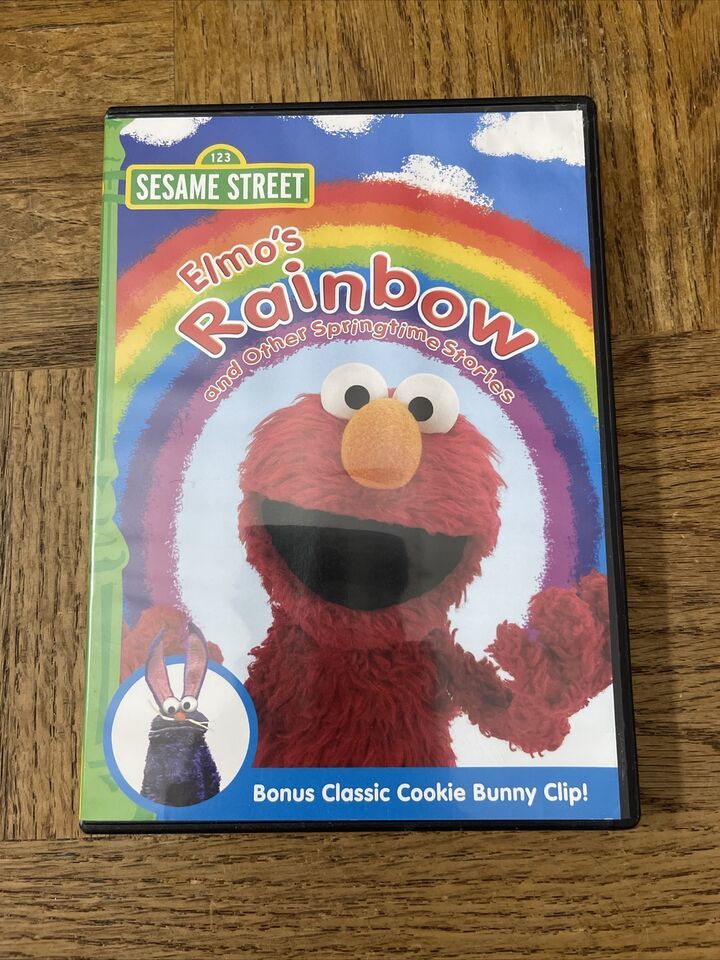 123
SESAME STREET
Elmo's
Rainbow
and Other Springtime Stories
Bonus Classic Cookie Bunny Clip!